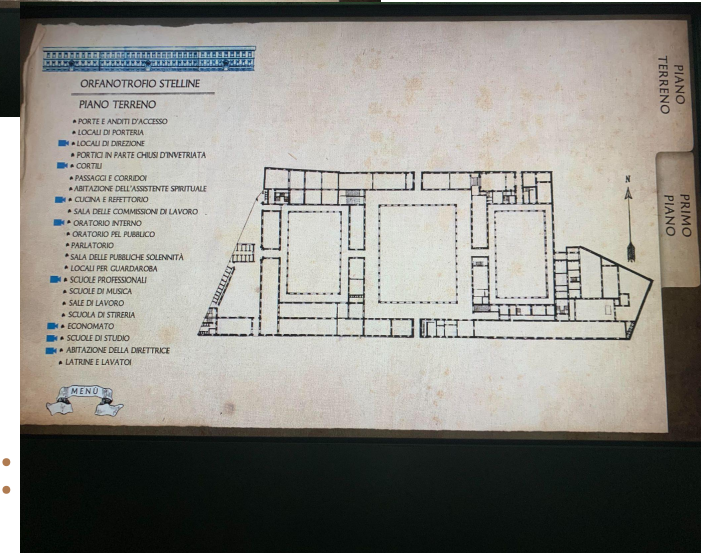 ORFANOTROFIO STELLINE
PIANO TERRENO
PORTE E ANDITI D'ACCESSO
LOCALI DI PORTERIA
LOCALI DI DIREZIONE
PORTICI IN PARTE CHIUSI D'INVETRIATA
CORTILI
PASSAGGI E CORRIDOI
ABITAZIONE DELL'ASSISTENTE SPIRITUALE
CUCINA E REFETTORIO
SALA DELLE COMMISSIONI DI LAVORO
ORATORIO INTERNO
ORATORIO PEL PUBBLICO
PARLATORIO
SALA DELLE PUBBLICHE SOLENNITÀ
LOCALI PER GUARDAROBA
SCUOLE PROFESSIONALI
SCUOLE DI MUSICA
SALE DI LAVORO
SCUOLA DI STIRERIA
ECONOMATO
SCUOLE DI STUDIO
ABITAZIONE DELLA DIRETTRICE
LATRINE E LAVATOI
MENÙ
N
PIANO
TERRENO
PRIMO
PIANO